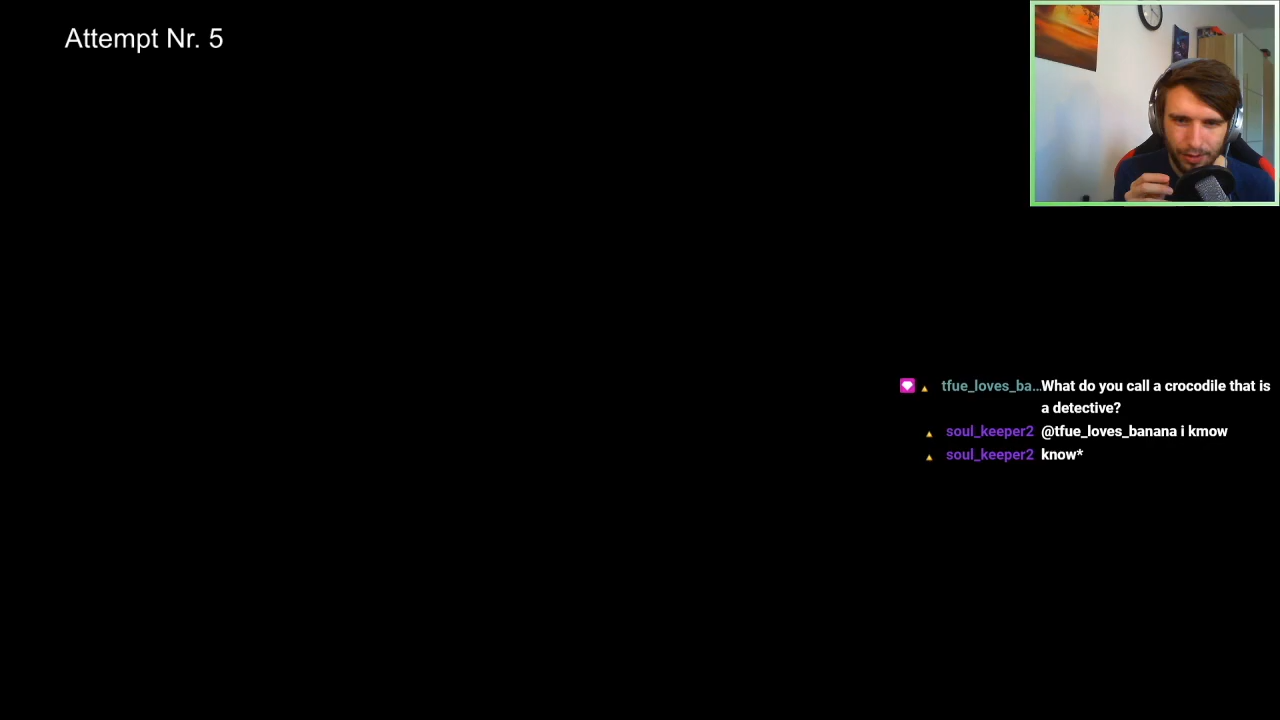 Attempt Nr. 5
tfue_loves_ba... What do you call a crocodile that is
a detective?
soul_keeper2 @tfue_loves_banana i kmow
soul_keeper2 know*